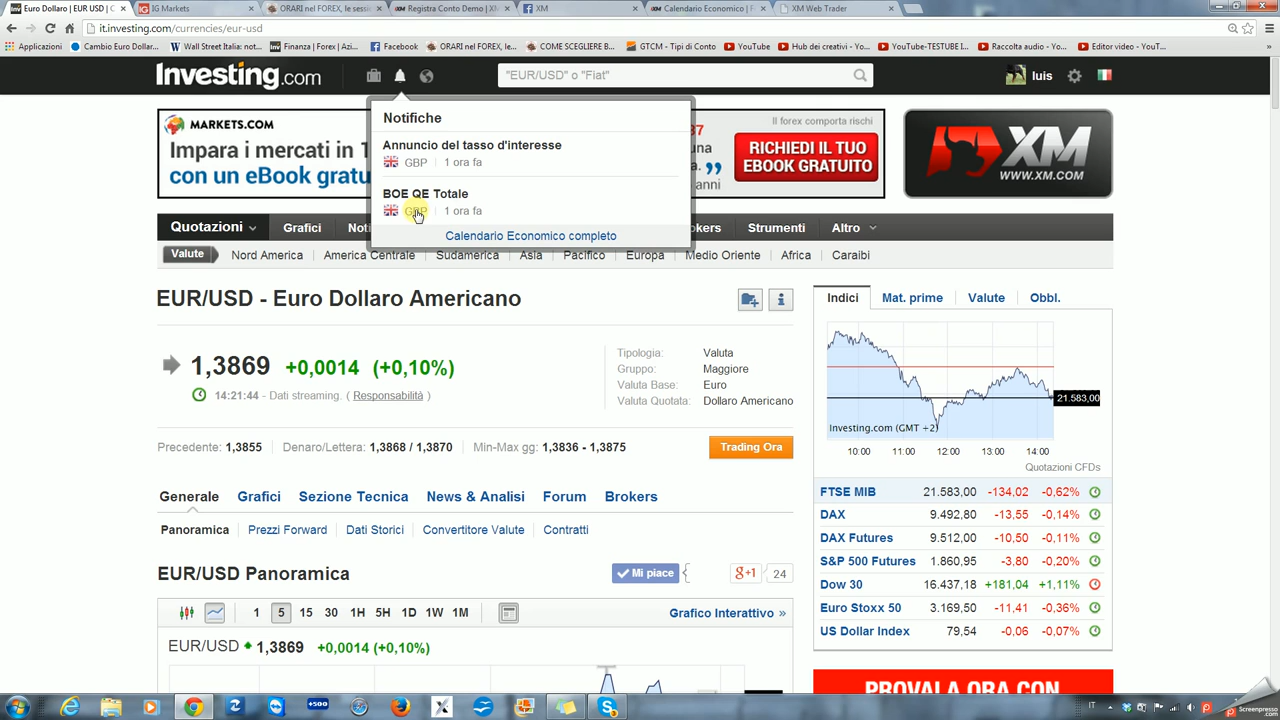 Euro Dollaro | EUR USD | C
IG Markets
ORARI nel FOREX, le sessi
Registra Conto Demo | XM
XM
Calendario Economico | F
XM Web Trader
it.investing.com/currencies/eur-usd
Applicazioni
Cambio Euro Dollar...
Wall Street Italia: not...
Finanza | Forex | Azi...
Facebook
ORARI nel FOREX, le...
COME SCEGLIERE B...
GTCM - Tipi di Conto
YouTube
Hub dei creativi - Yo...
YouTube-TESTUBE I...
Raccolta audio - Yo...
Editor video - YouT...
Investing.com
"EUR/USD" o "Fiat"
luis
Notifiche
Annuncio del tasso d'interesse
GBP 1 ora fa
BOE QE Totale
GBP 1 ora fa
Calendario Economico completo
MARKETS.COM
Impara i mercati in 1
con un eBook gratu
Il forex comporta rischi
RICHIEDI IL TUO
EBOOK GRATUITO
XM
WWW.XM.COM
Quotazioni
Grafici
Noti
okers
Strumenti
Altro
Valute
Nord America
America Centrale
Sudamerica
Asia
Pacifico
Europa
Medio Oriente
Africa
Caraibi
EUR/USD - Euro Dollaro Americano
1,3869 +0,0014 (+0,10%)
14:21:44 - Dati streaming. ( Responsabilità )
Tipologia: Valuta
Gruppo: Maggiore
Valuta Base: Euro
Valuta Quotata: Dollaro Americano
Precedente: 1,3855
Denaro/Lettera: 1,3868 / 1,3870
Min-Max gg: 1,3836 - 1,3875
Trading Ora
Generale
Grafici
Sezione Tecnica
News & Analisi
Forum
Brokers
Panoramica
Prezzi Forward
Dati Storici
Convertitore Valute
Contratti
EUR/USD Panoramica
Mi piace
g+1
24
1 5 15 30 1H 5H 1D 1W 1M
Grafico Interattivo »
EUR/USD 1,3869 +0,0014 (+0,10%)
Indici
Mat. prime
Valute
Obbl.
21.583,00
Investing.com (GMT +2)
10:00 11:00 12:00 13:00 14:00
Quotazioni CFDs
FTSE MIB 21.583,00 -134,02 -0,62%
DAX 9.492,80 -13,55 -0,14%
DAX Futures 9.512,00 -10,50 -0,11%
S&P 500 Futures 1.860,95 -3,80 -0,20%
Dow 30 16.437,18 +181,04 +1,11%
Euro Stoxx 50 3.169,50 -11,41 -0,36%
US Dollar Index 79,54 -0,06 -0,07%
PROVALA ORA CON
+500
IT
Screenpresso
.com